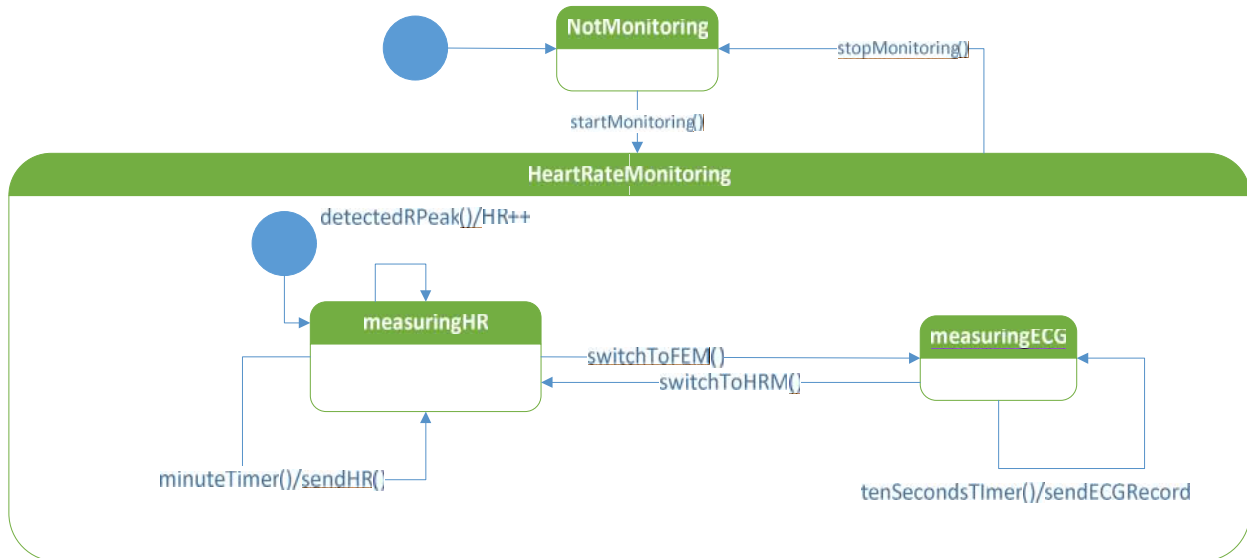 NotMonitoring
stopMonitoring()
startMonitoring()
HeartRateMonitoring
detectedRPeak()/HR++
measuringHR
measuringECG
switchToFEM()
switchToHRM()
minuteTimer()/sendHR()
tenSecondsTImer()/sendECGRecord